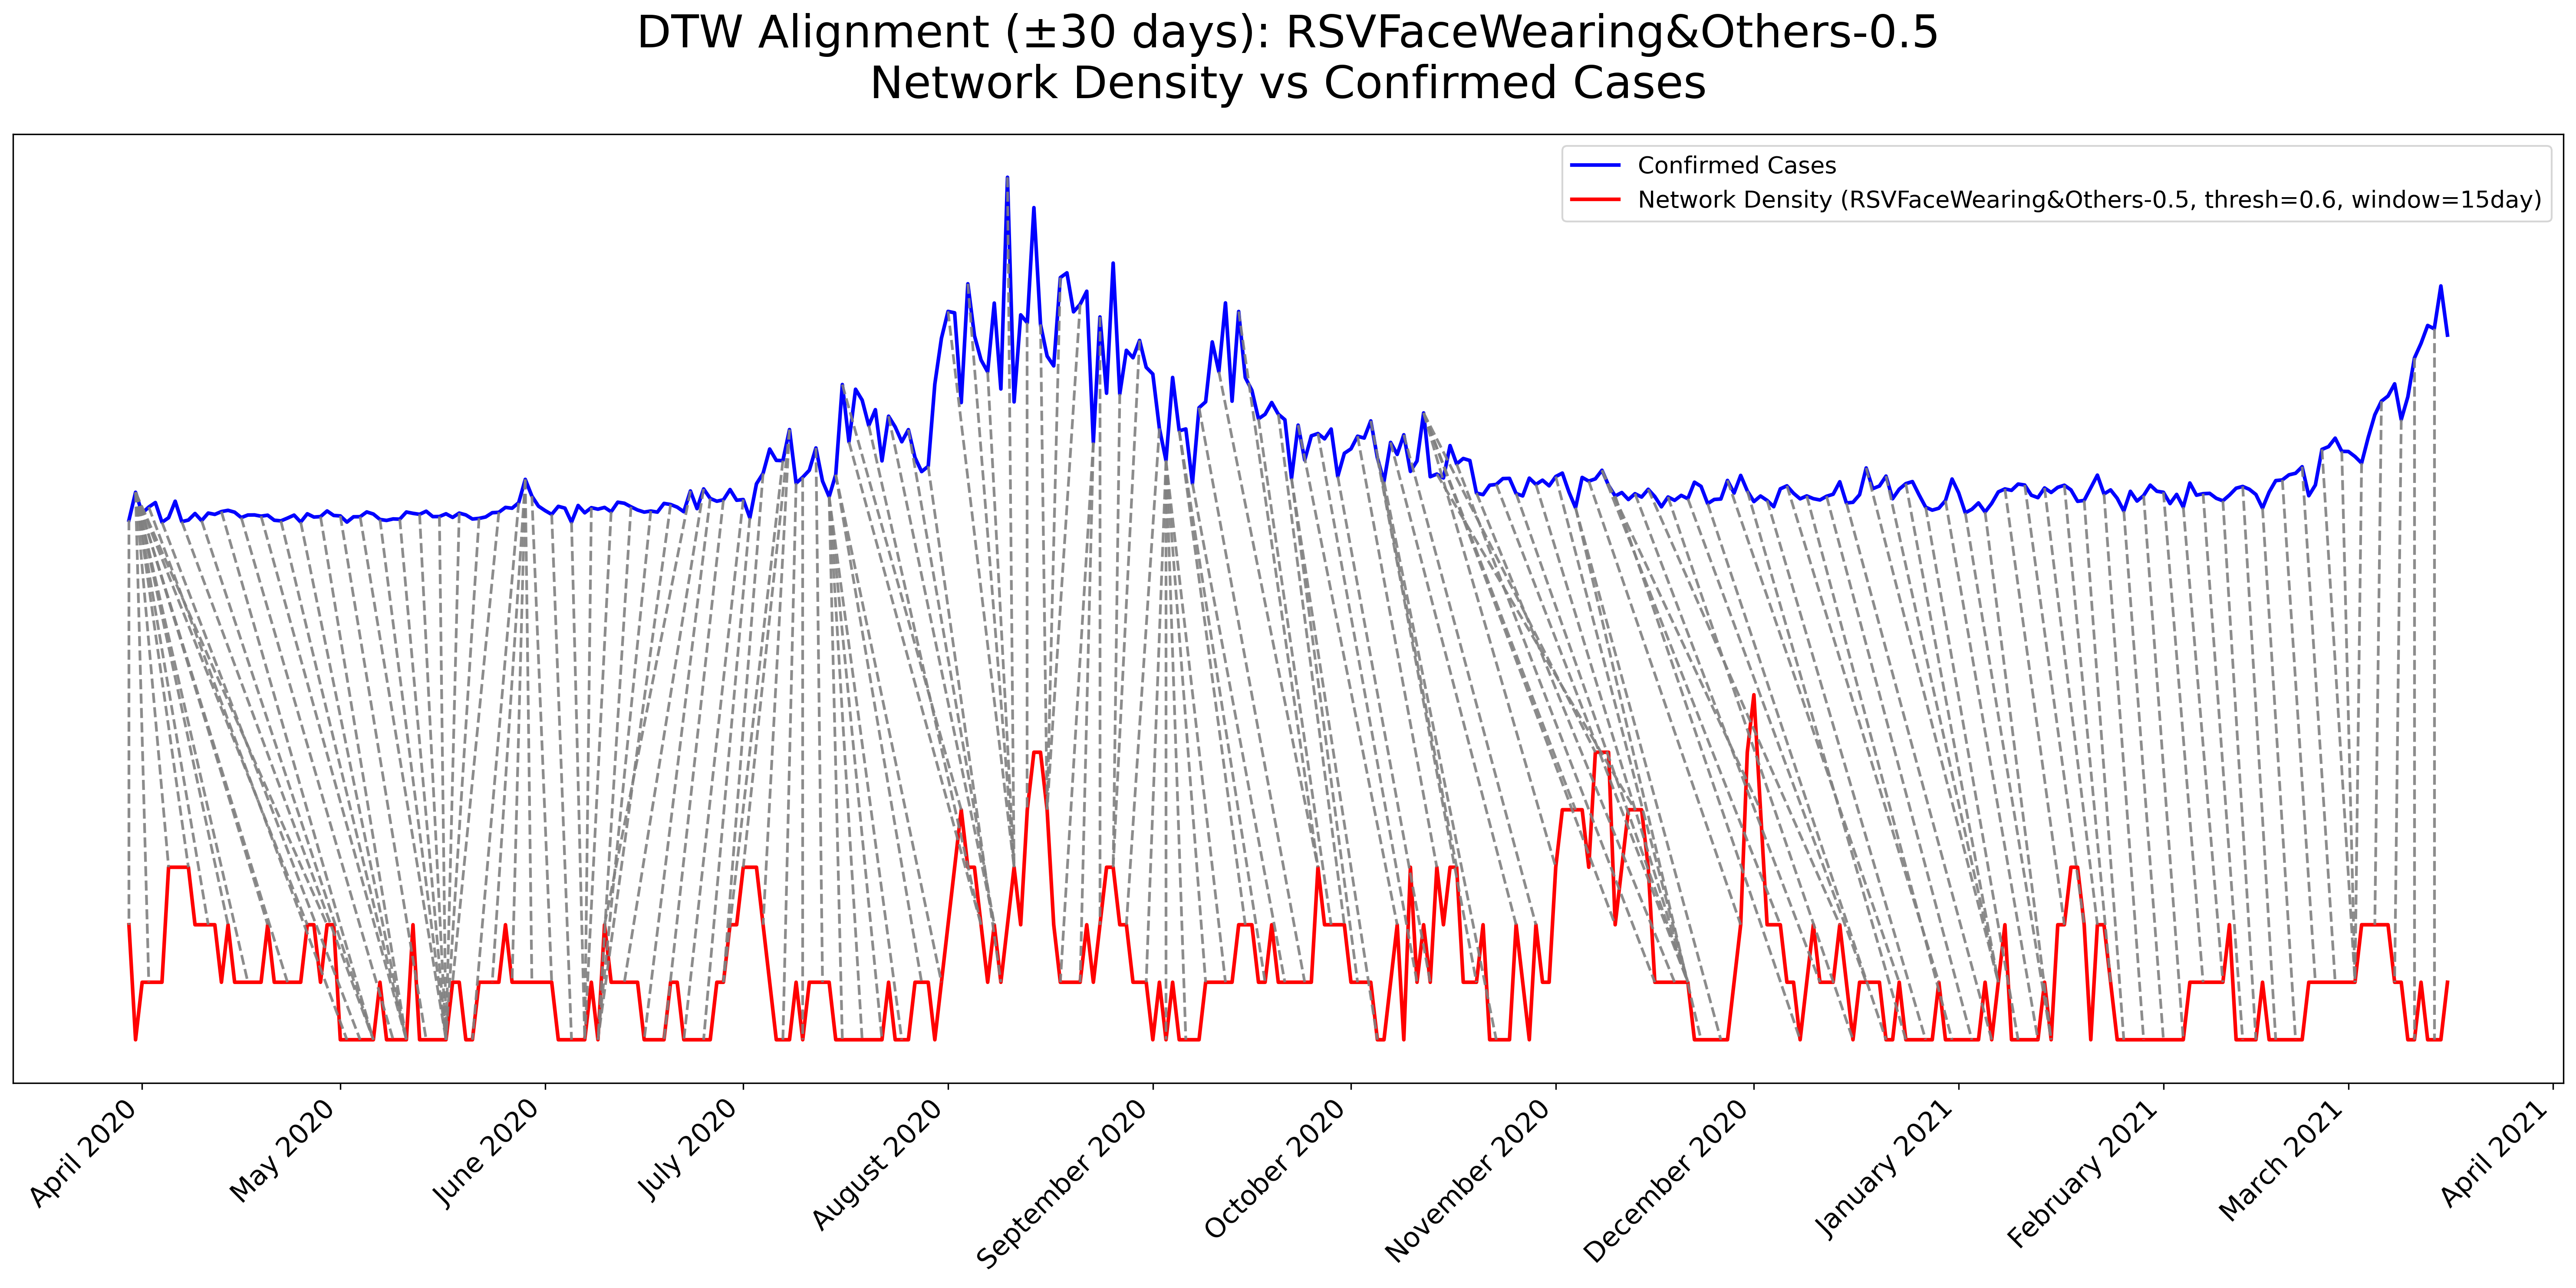 DTW Alignment (±30 days): RSVFaceWearing&Others-0.5
Network Density vs Confirmed Cases
Confirmed Cases
Network Density (RSVFaceWearing&Others-0.5, thresh=0.6, window=15day)
April 2020
May 2020
June 2020
July 2020
August 2020
September 2020
October 2020
November 2020
December 2020
January 2021
February 2021
March 2021
April 2021